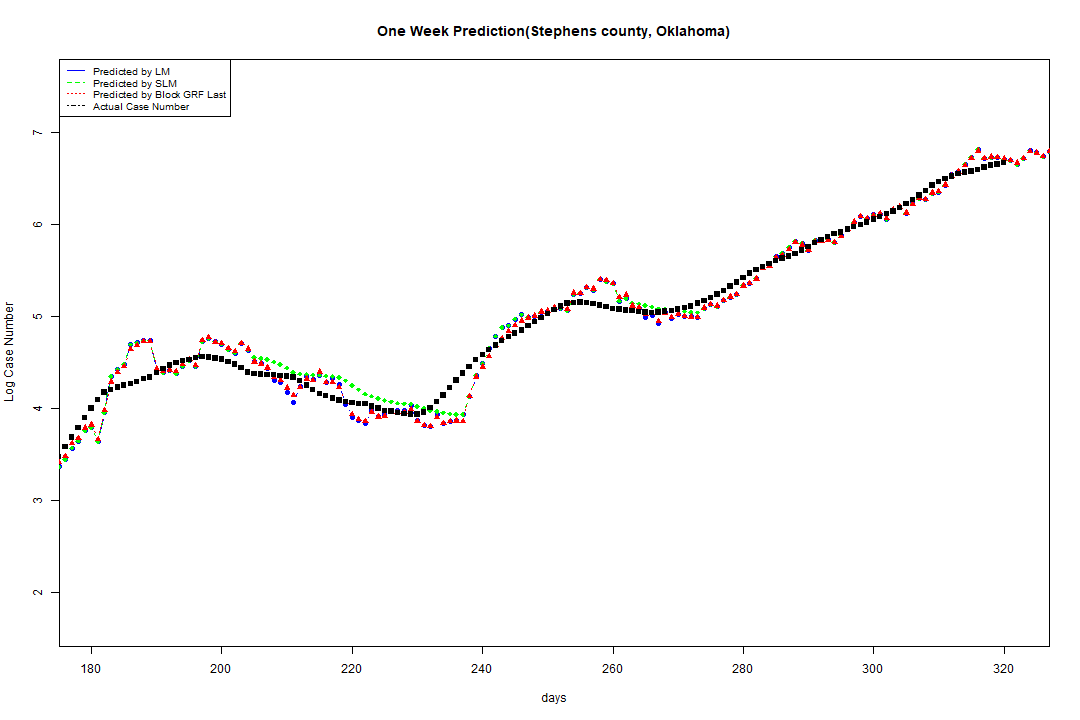 One Week Prediction(Stephens county, Oklahoma)
Predicted by LM
Predicted by SLM
Predicted by Block GRF Last
Actual Case Number
Log Case Number
7
6
5
4
3
2
180 200 220 240 260 280 300 320
days